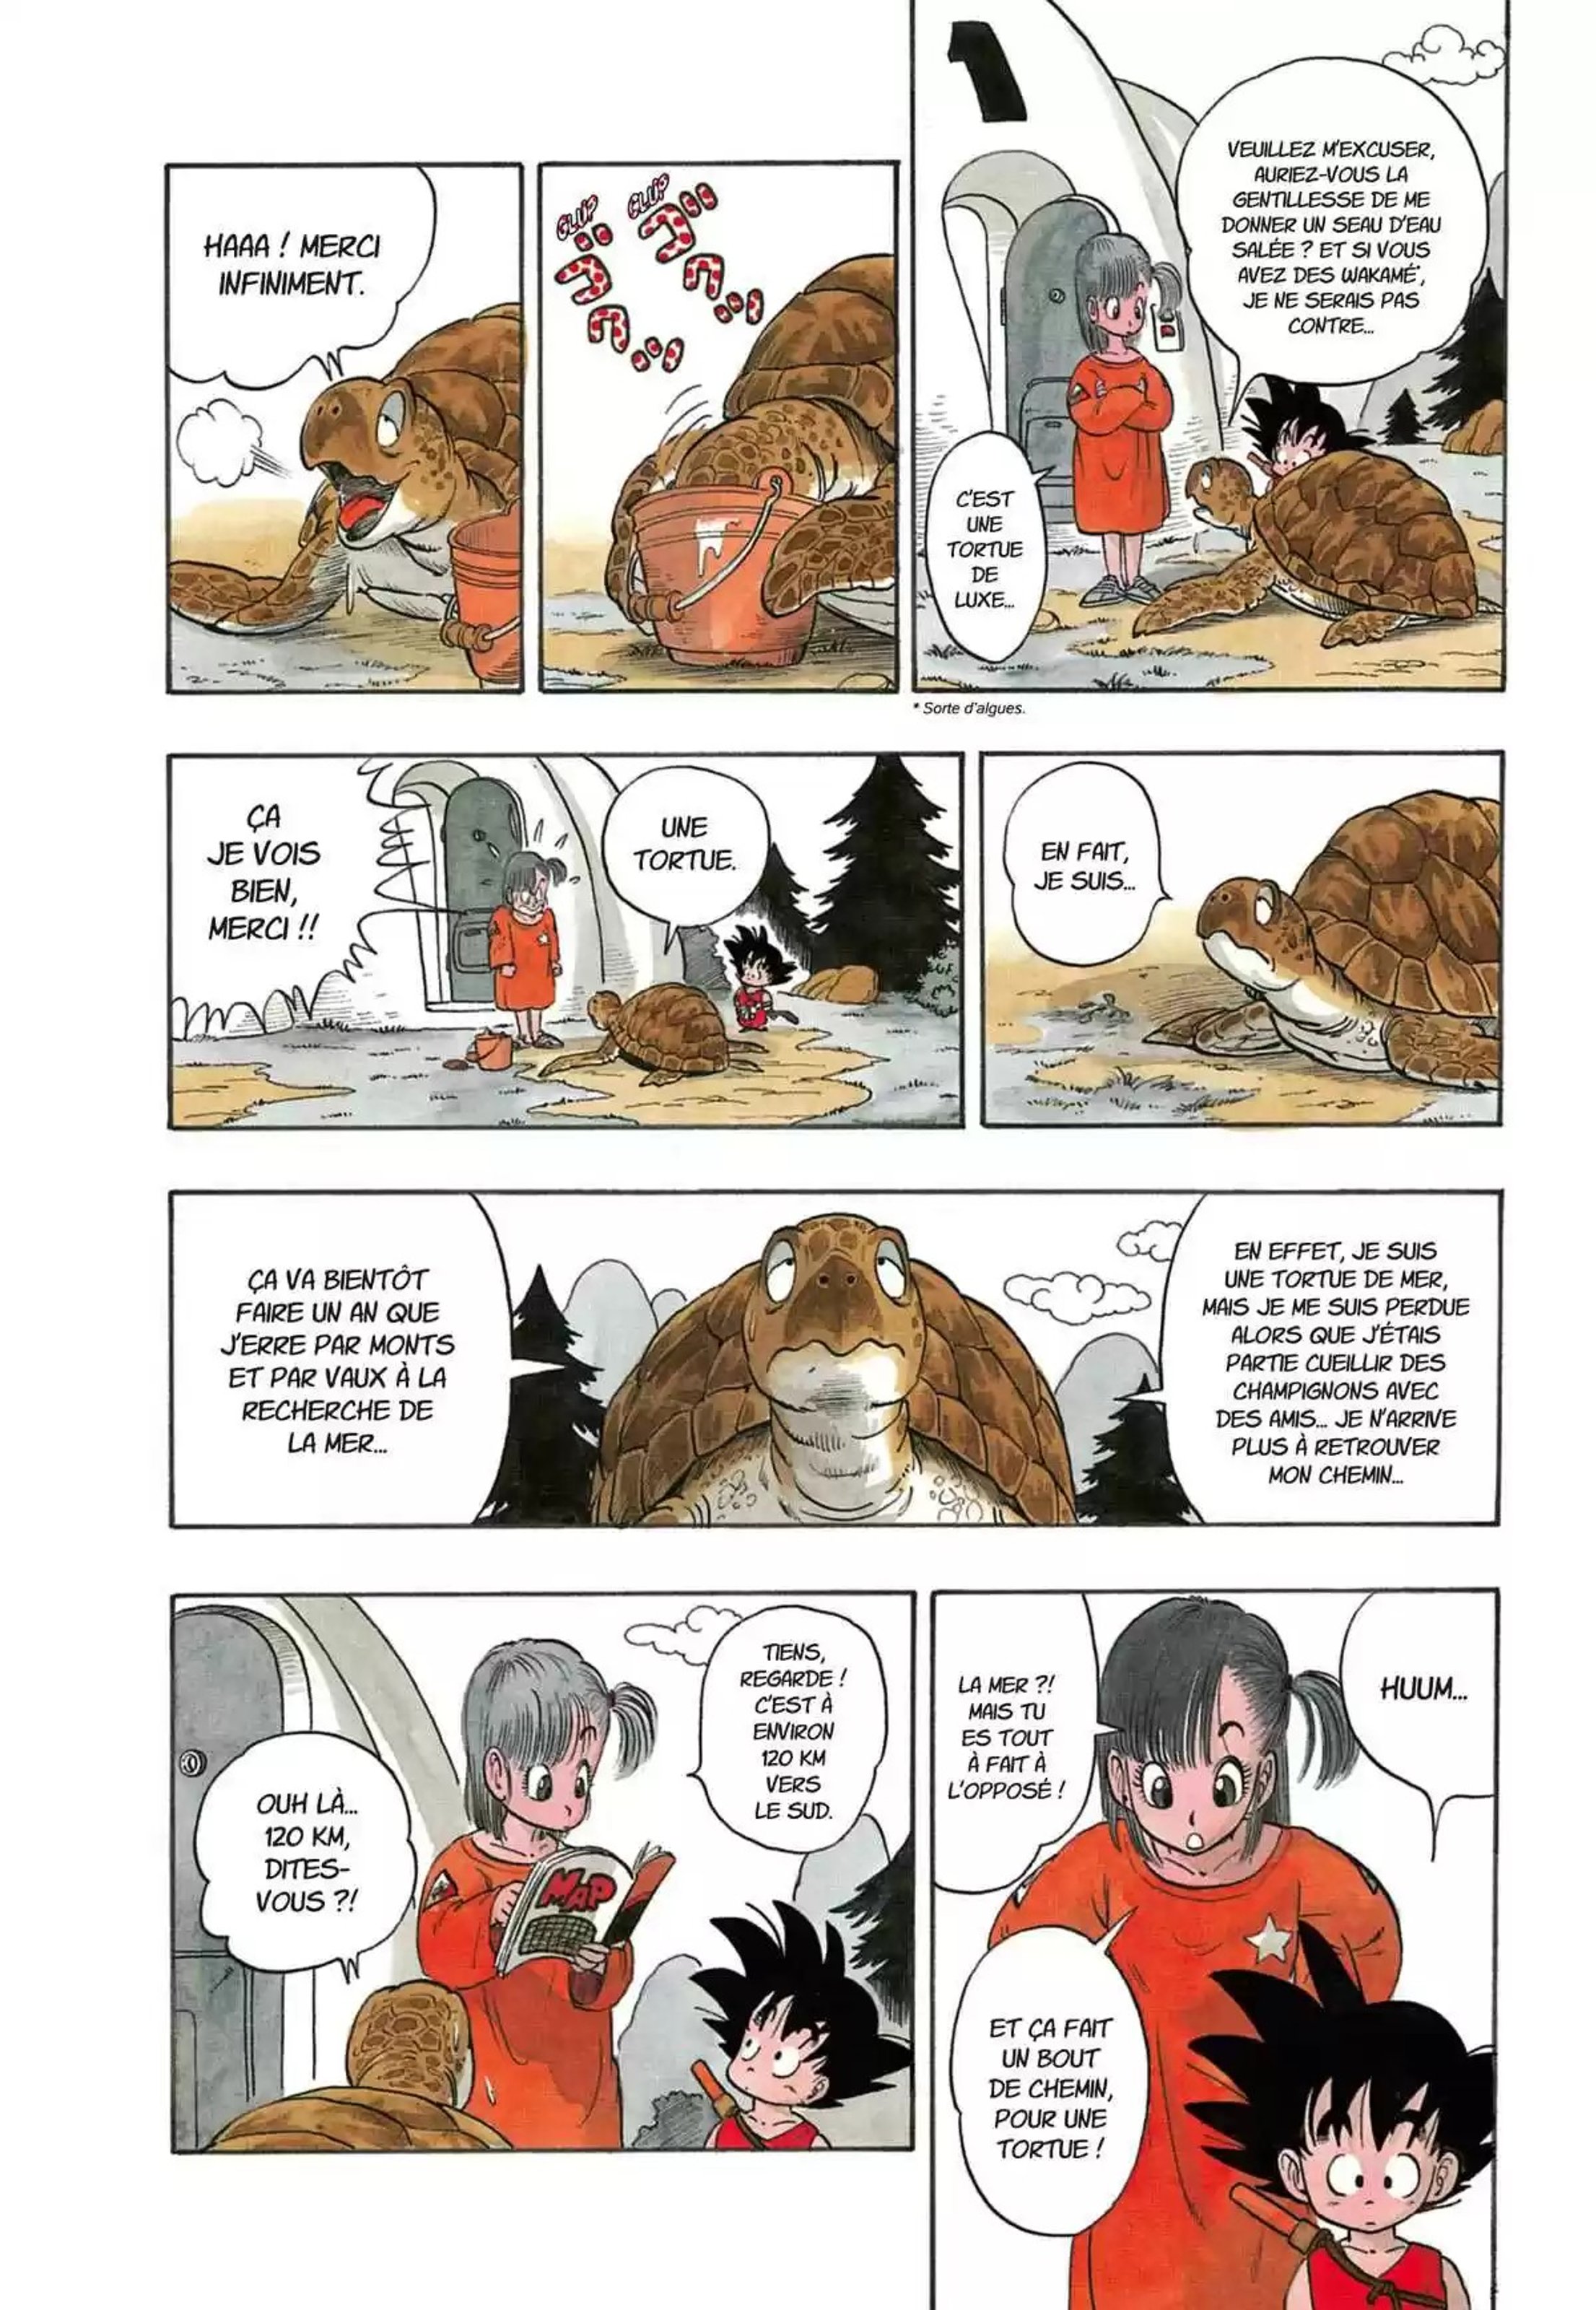 1
VEUILLEZ M'EXCUSER,
AURIEZ-VOUS LA
GENTILLESSE DE ME
DONNER UN SEAU D'EAU
SALÉE ? ET SI VOUS
AVEZ DES WAKAMÉ*,
JE NE SERAIS PAS
CONTRE...
C'EST
UNE
TORTUE
DE
LUXE...
* Sorte d'algues.
GLUP
GLUP
ゴクッ
ゴクッ
HAAA ! MERCI
INFINIMENT.
EN FAIT,
JE SUIS...
UNE
TORTUE.
ÇA
JE VOIS
BIEN,
MERCI !!
EN EFFET, JE SUIS
UNE TORTUE DE MER,
MAIS JE ME SUIS PERDUE
ALORS QUE J'ÉTAIS
PARTIE CUEILLIR DES
CHAMPIGNONS AVEC
DES AMIS... JE N'ARRIVE
PLUS À RETROUVER
MON CHEMIN...
ÇA VA BIENTÔT
FAIRE UN AN QUE
J'ERRE PAR MONTS
ET PAR VAUX À LA
RECHERCHE DE
LA MER...
HUUM...
LA MER ?!
MAIS TU
ES TOUT
À FAIT À
L'OPPOSÉ !
ET ÇA FAIT
UN BOUT
DE CHEMIN,
POUR UNE
TORTUE !
TIENS,
REGARDE !
C'EST À
ENVIRON
120 KM
VERS
LE SUD.
MAP
OUH LÀ...
120 KM,
DITES-
VOUS ?!